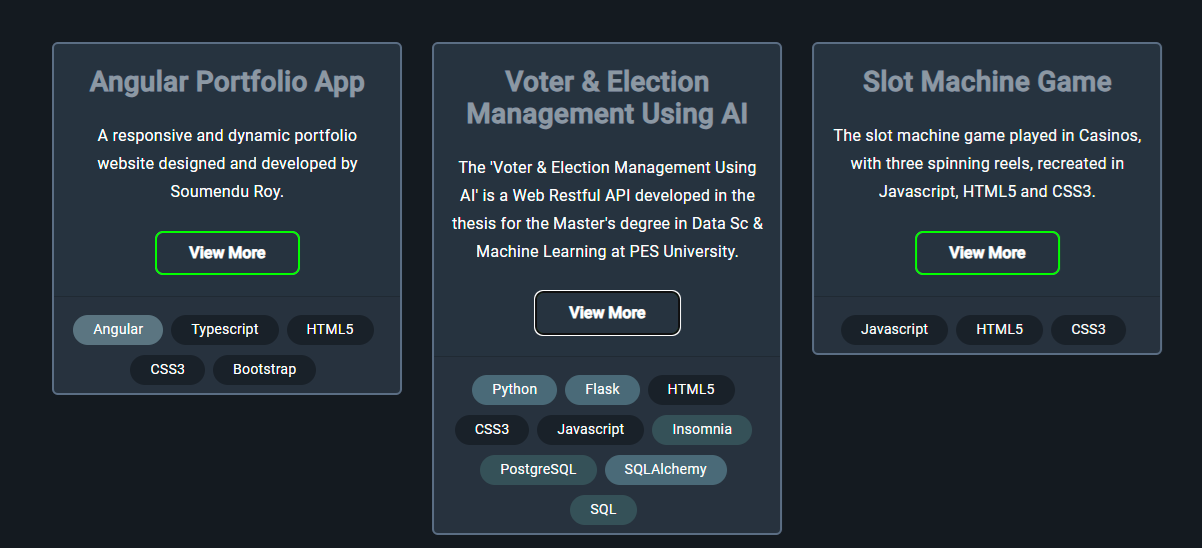 Angular Portfolio App
A responsive and dynamic portfolio
website designed and developed by
Soumendu Roy.
View More
Angular Typescript HTML5
CSS3 Bootstrap
Voter & Election
Management Using AI
The 'Voter & Election Management Using
AI' is a Web Restful API developed in the
thesis for the Master's degree in Data Sc &
Machine Learning at PES University.
View More
Python Flask HTML5
CSS3 Javascript Insomnia
PostgreSQL SQLAlchemy
SQL
Slot Machine Game
The slot machine game played in Casinos,
with three spinning reels, recreated in
Javascript, HTML5 and CSS3.
View More
Javascript HTML5 CSS3